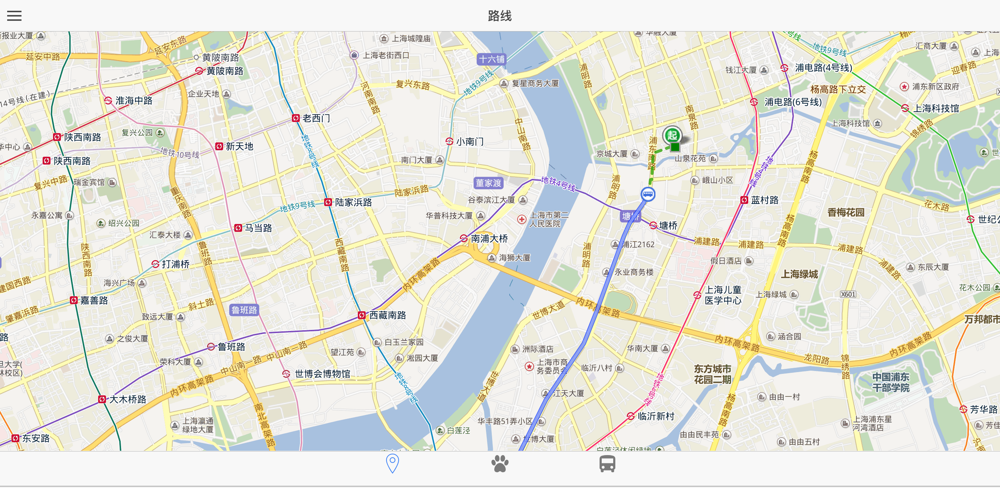 路线
报业大厦
华融大厦
上海城隍庙
上海老街西口
延安东路
延安中路
黄陂南路
黄陂南路
十六铺
地铁9号线
汇商大厦
浦电路(4号线)
迎春路
钱江大厦
浦明路
地铁9号线
复兴东路
复星商务大厦
河南南路
杨高路下立交
浦东新区政府
14号线(在建)
淮海中路
企业天地
浦电路(6号线)
上海科技馆
南泉路
老西门
中山南路
上海科技馆
锦绣路
复兴公园
陕西南路
小南门
起
浦东南路
华中心
新天地
地铁10号线
地铁8号线
京城大厦
山泉花苑
陕西南路
南门大厦
地铁4号线
杨高南路
复兴中路
瑞金宾馆
董家渡
地铁4号线
浦明路
峨山小区
陆家浜路
重庆南路
地铁9号线
陆家浜路
谷泰滨江大厦
蓝村路
花木路
永嘉公寓
华普科技大厦
上海市第二
人民医院
塘桥
香梅花园
绍兴公园
马当路
塘桥
杨高南路
汇泰大楼
南浦大桥
浦江2162
浦建路
浦建路
浦建路
鲁班路
西藏南路
陕西南路
浦明路
海狮大厦
假日酒店
打浦桥
内环高架路
永业商务楼
上海绿城
浦建路
东辰大厦
建国西路
海兴广场
上海儿童
医学中心
上海绿城
X601
花木公园
嘉善路
斜土路
鲁班路
世博大道
内环高架路
肇嘉浜路
致远大厦
西藏南路
万邦都市
路
之俊大厦
鲁班路
白玉兰家园
涵合园
内环高架路
内环高架路
望江苑
淞园大厦
洲际酒店
华南大厦
龙阳路
锦绣路
荣科大厦
中山南一路
中山南一路
上海市商
务委员会
临沂八村
东方城市
花园二期
世博会博物馆
世博大道
地铁6号线
中国浦东
干部学院
内环高架路
地铁8号线
江天大厦
由由一村
大木桥路
杨高南路
芳华路
南北高架路
临沂新村
上海瀛通
绿地大厦
华丰路51弄小区
上海浦东星
河湾酒店
白莲泾
东安路
世博大厦
由由民丰苑
由由五村
白莲泾休闲绿地